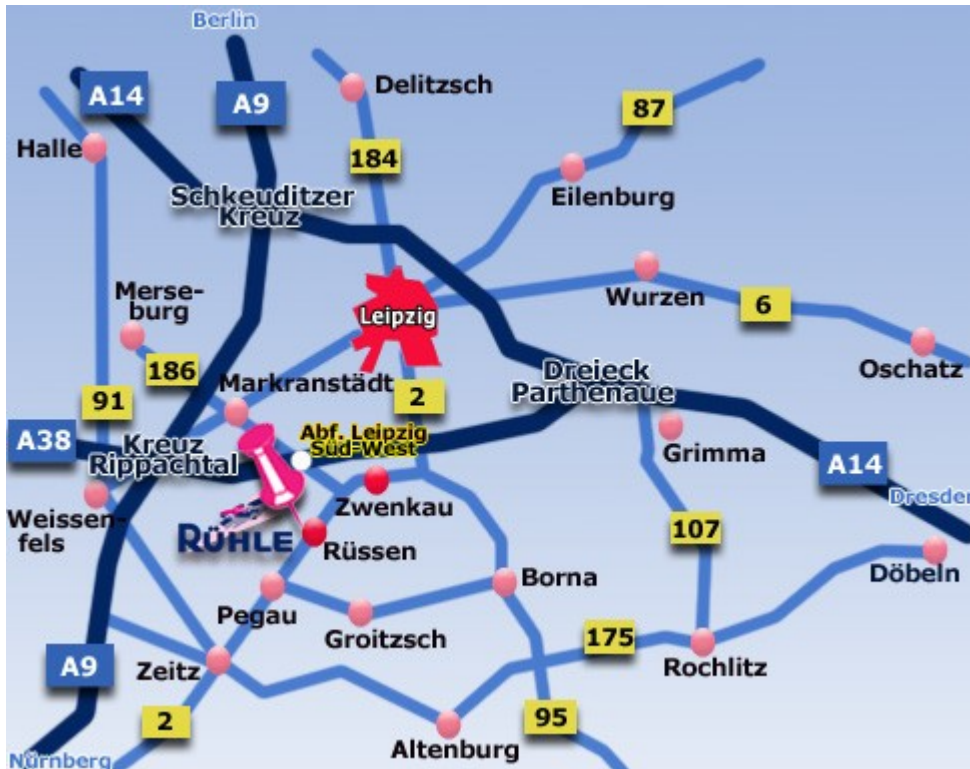 Berlin
A14
A9
Delitzsch
87
Halle
184
Eilenburg
Schkeuditzer
Kreuz
Merse-
burg
Wurzen
6
Leipzig
Oschatz
186
Markranstädt
Dreieck
Parthenaue
91
2
A38
Kreuz
Rippachtal
Abf. Leipzig
Süd-West
Grimma
A14
Dresden
Weissen-
fels
Zwenkau
RÜHLE
Rüssen
107
Döbeln
Pegau
Groitzsch
Borna
175
Rochlitz
A9
Zeitz
2
Altenburg
95
Nürnberg